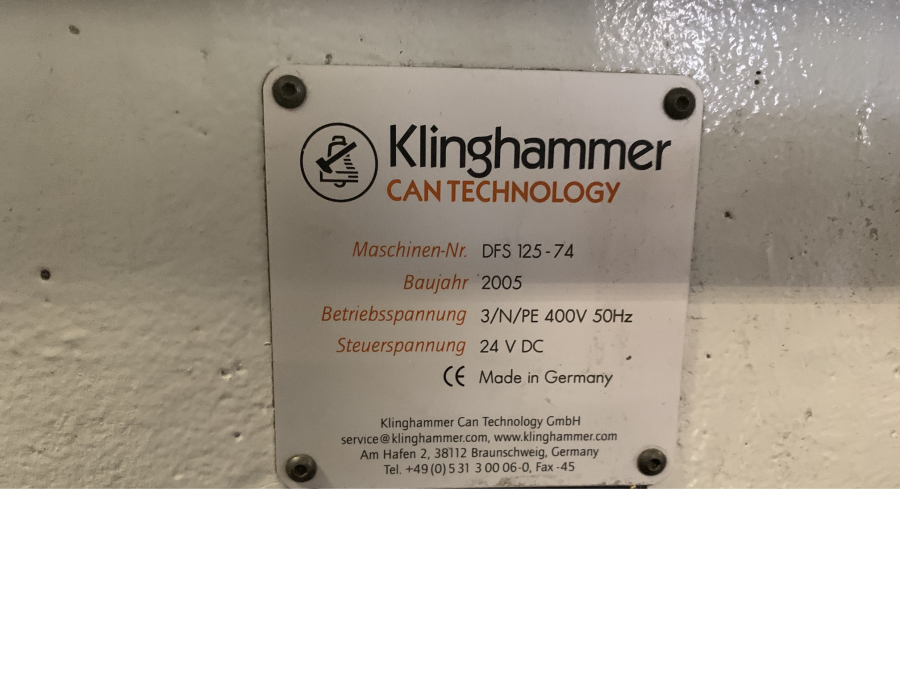 Klinghammer
CAN TECHNOLOGY
Maschinen-Nr. DFS 125-74
Baujahr 2005
Betriebsspannung 3/N/PE 400V 50Hz
Steuerspannung 24 V DC
CE Made in Germany
Klinghammer Can Technology GmbH
service@klinghammer.com, www.klinghammer.com
Am Hafen 2, 38112 Braunschweig, Germany
Tel. +49 (0) 5 31 3 00 06-0, Fax -45